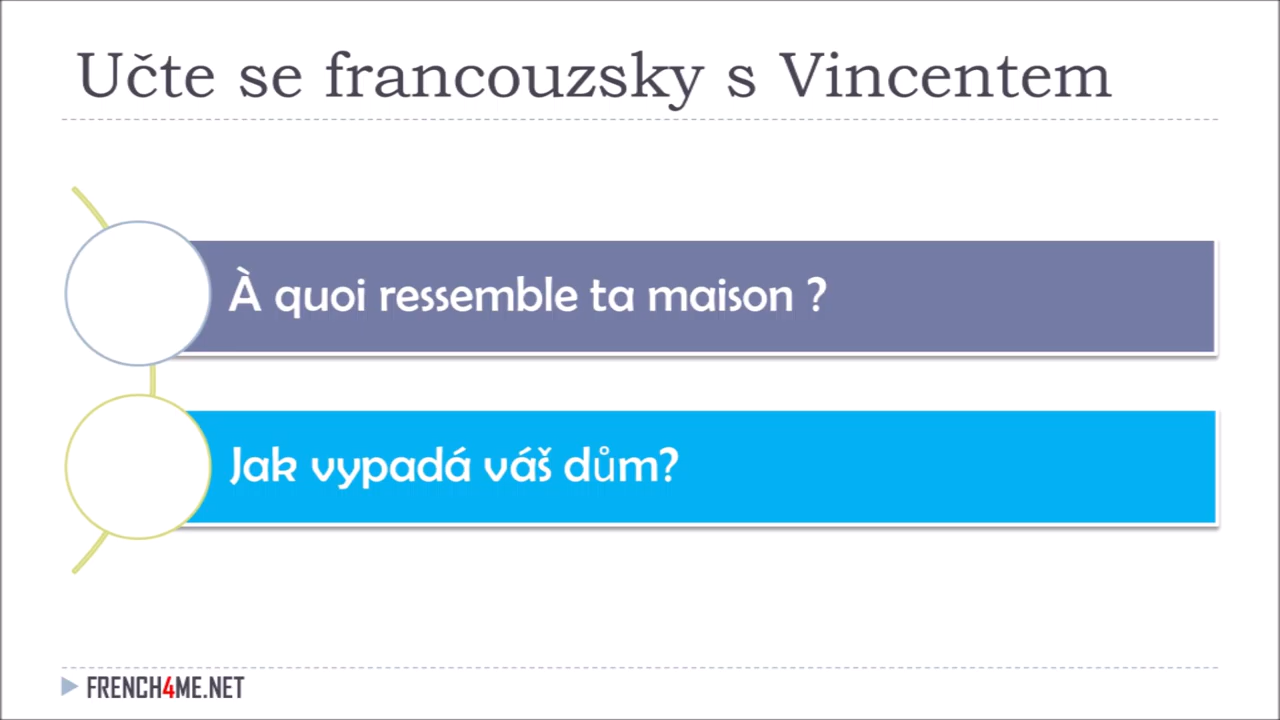 Učte se francouzsky s Vincentem
À quoi ressemble ta maison ?
Jak vypadá váš dům?
FRENCH4ME.NET